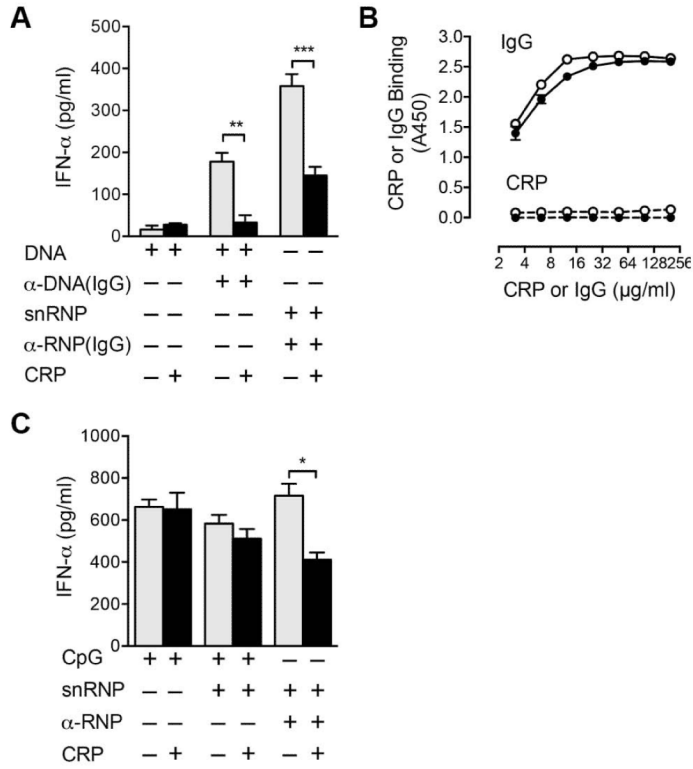 A
IFN-α (pg/ml)
500
400
300
200
100
0
**
***
DNA + + + + – –
α-DNA(IgG) – – + + – –
snRNP – – – – + +
α-RNP(IgG) – – – – + +
CRP – + – + – +
B
CRP or IgG Binding
(A450)
3.0
2.5
2.0
1.5
1.0
0.5
0.0
IgG
CRP
2 4 8 16 32 64 128 256
CRP or IgG (μg/ml)
C
IFN-α (pg/ml)
1000
800
600
400
600
0
*
CpG + + + + – –
snRNP – – + + + +
α-RNP – – – – + +
CRP – + – + – +